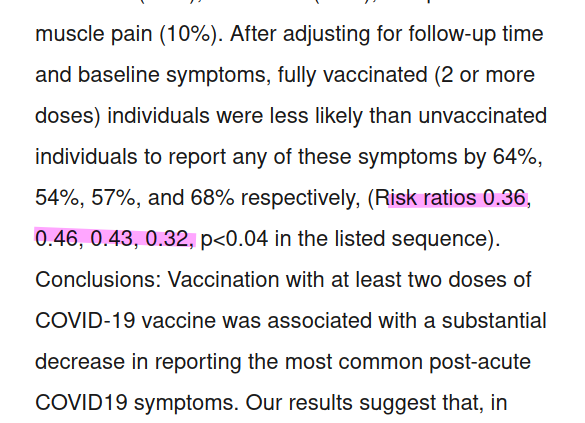 muscle pain (10%). After adjusting for follow-up time
and baseline symptoms, fully vaccinated (2 or more
doses) individuals were less likely than unvaccinated
individuals to report any of these symptoms by 64%,
54%, 57%, and 68% respectively, (Risk ratios 0.36,
0.46, 0.43, 0.32, p<0.04 in the listed sequence).
Conclusions: Vaccination with at least two doses of
COVID-19 vaccine was associated with a substantial
decrease in reporting the most common post-acute
COVID19 symptoms. Our results suggest that, in